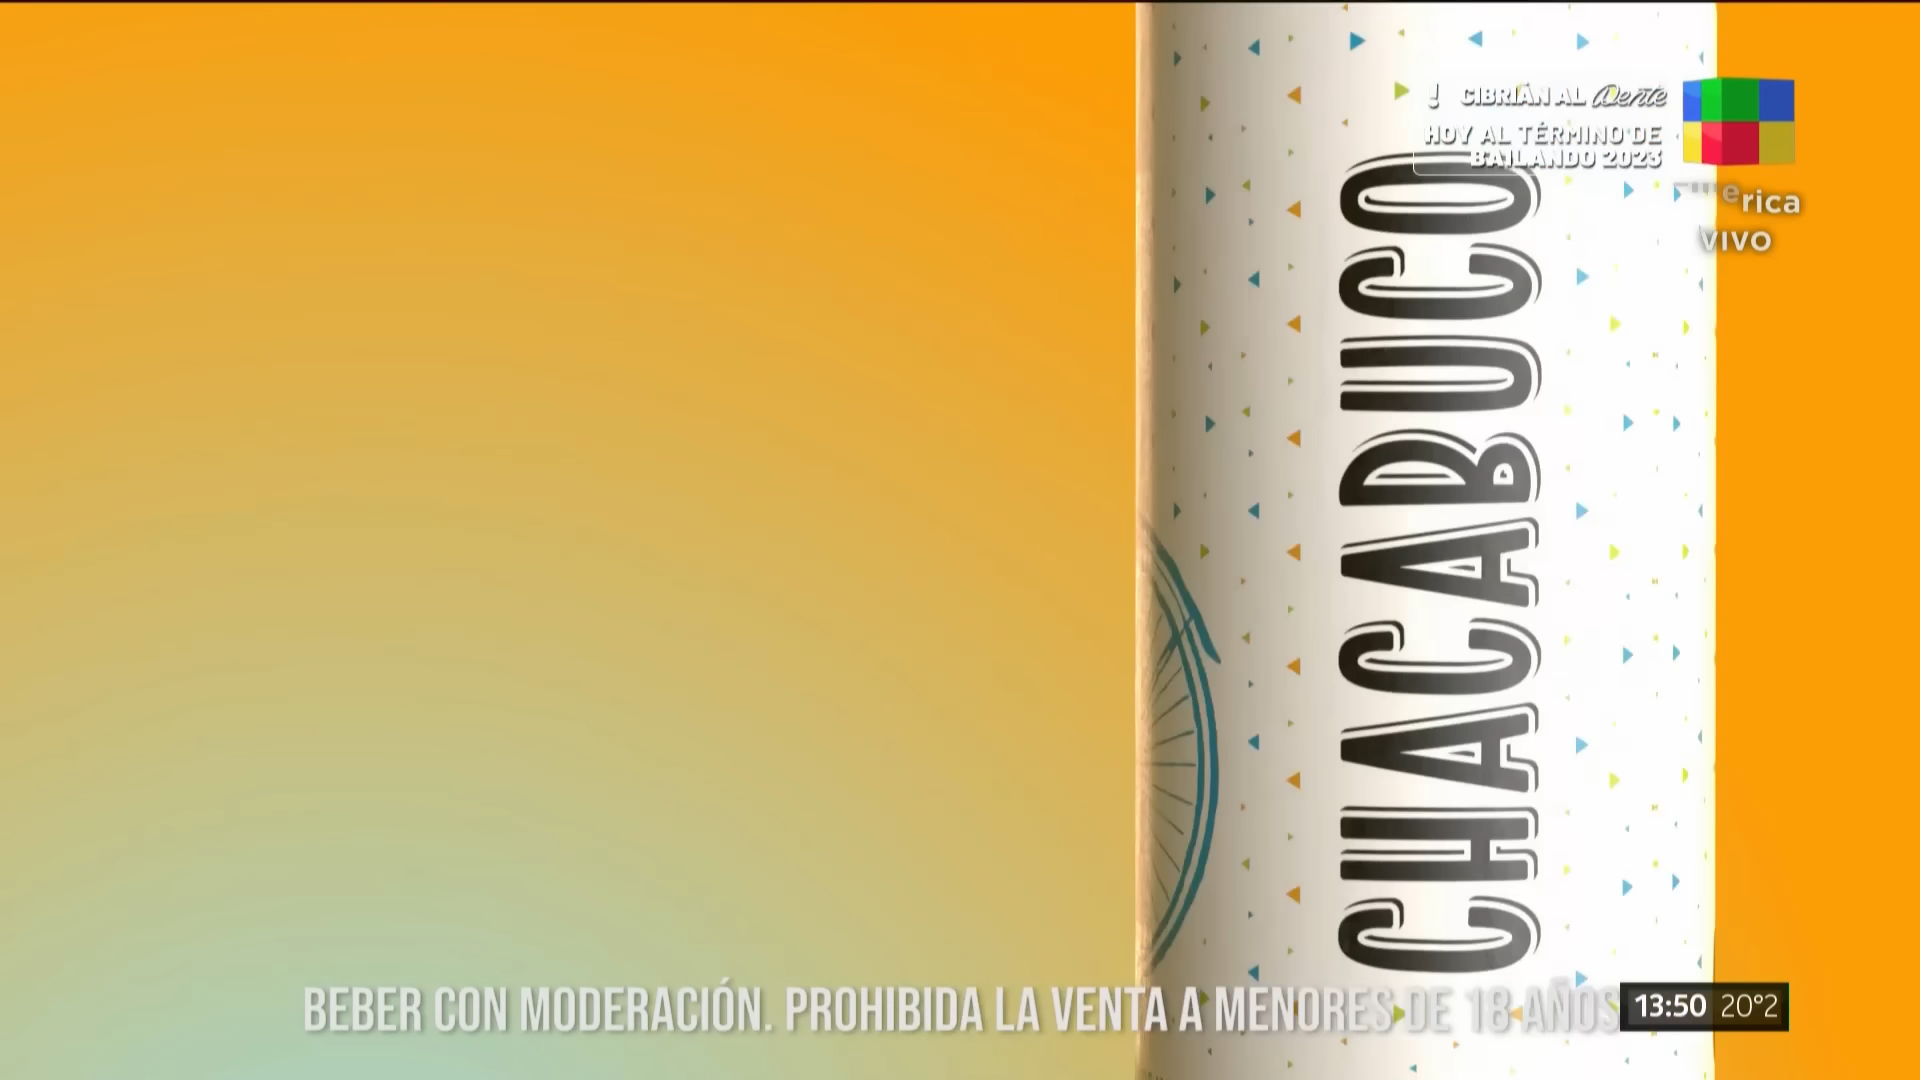 ! CIBRIÁN AL Dente
HOY AL TÉRMINO DE
BAILANDO 2023
rica
VIVO
CHACABUCO
BEBER CON MODERACIÓN. PROHIBIDA LA VENTA A MENORES DE 18 AÑOS
13:50 20°2